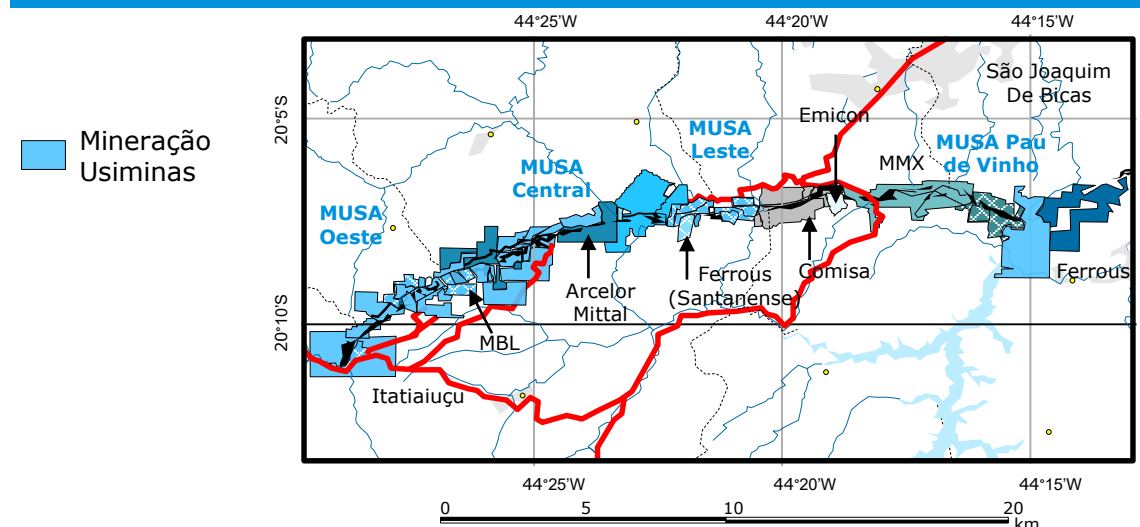 44°25'W
44°20'W
44°15'W
20°5'S
20°10'S
Mineração
Usiminas
São Joaquim
De Bicas
Emicon
MUSA
Leste
MUSA Pau
de Vinho
MMX
MUSA
Central
MUSA
Oeste
Arcelor
Mittal
Ferrous
(Santanense)
Comisa
Ferrous
MBL
Itatiaiuçu
44°25'W
44°20'W
44°15'W
0
5
10
20
km